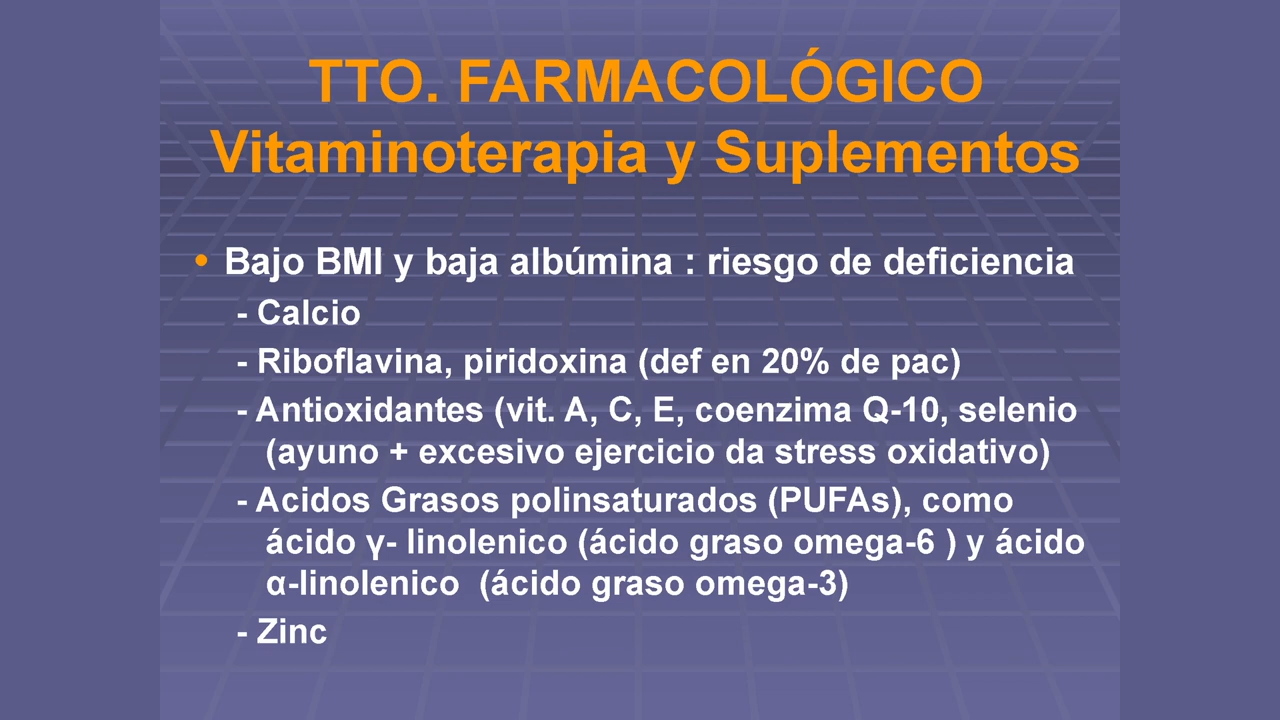 TTO. FARMACOLÓGICO
Vitaminoterapia y Suplementos
• Bajo BMI y baja albúmina : riesgo de deficiencia
- Calcio
- Riboflavina, piridoxina (def en 20% de pac)
- Antioxidantes (vit. A, C, E, coenzima Q-10, selenio
(ayuno + excesivo ejercicio da stress oxidativo)
- Acidos Grasos polinsaturados (PUFAs), como
ácido γ- linolenico (ácido graso omega-6 ) y ácido
α-linolenico (ácido graso omega-3)
- Zinc